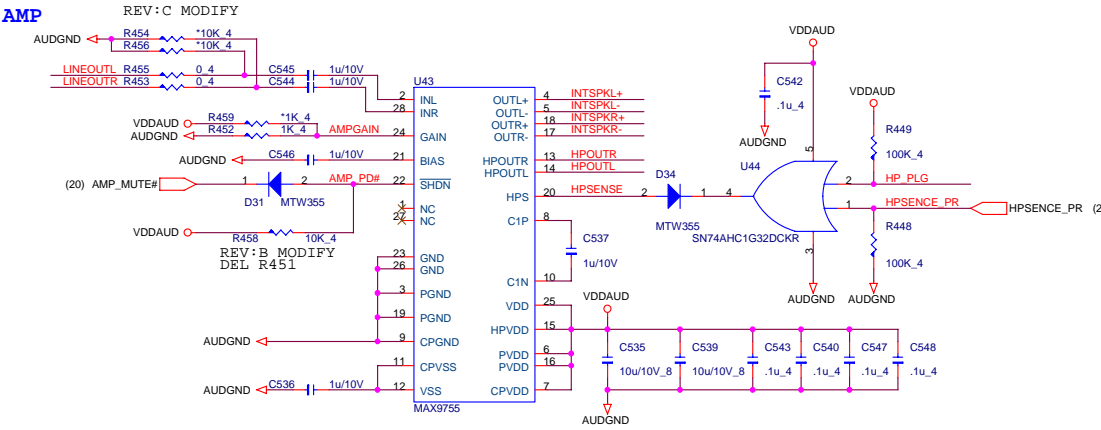 AMP
REV:C MODIFY
AUDGND
R454 *10K_4
R456 *10K_4
LINEOUTL R455 0_4 C545 1u/10V
LINEOUTR R453 0_4 C544 1u/10V
VDDAUD R459 *1K_4
AUDGND R452 1K_4 AMPGAIN
AUDGND C546 1u/10V
(20) AMP_MUTE# 1 2 AMP_PD#
D31 MTW355
VDDAUD R458 10K_4
REV:B MODIFY
DEL R451
AUDGND
AUDGND C536 1u/10V
U43
2 INL
28 INR
24 GAIN
21 BIAS
22 SHDN
1 NC
27 NC
23 GND
26 GND
3 PGND
19 PGND
9 CPGND
11 CPVSS
12 VSS
MAX9755
OUTL+ 4 INTSPKL+
OUTL- 5 INTSPKL-
OUTR+ 18 INTSPKR+
OUTR- 17 INTSPKR-
HPOUTR 13 HPOUTR
HPOUTL 14 HPOUTL
HPS 20 HPSENSE
C1P 8
C537
1u/10V
C1N 10
VDD 25
HPVDD 15
PVDD 6
PVDD 16
CPVDD 7
D34
2 1
MTW355
VDDAUD
C542
.1u_4
AUDGND
U44
5
4
2
1
3
SN74AHC1G32DCKR
AUDGND
VDDAUD
R449
100K_4
HP_PLG
HPSENCE_PR
HPSENCE_PR (2
R448
100K_4
AUDGND
VDDAUD
C535 C539 C543 C540 C547 C548
10u/10V_8 10u/10V_8 .1u_4 .1u_4 .1u_4 .1u_4
AUDGND